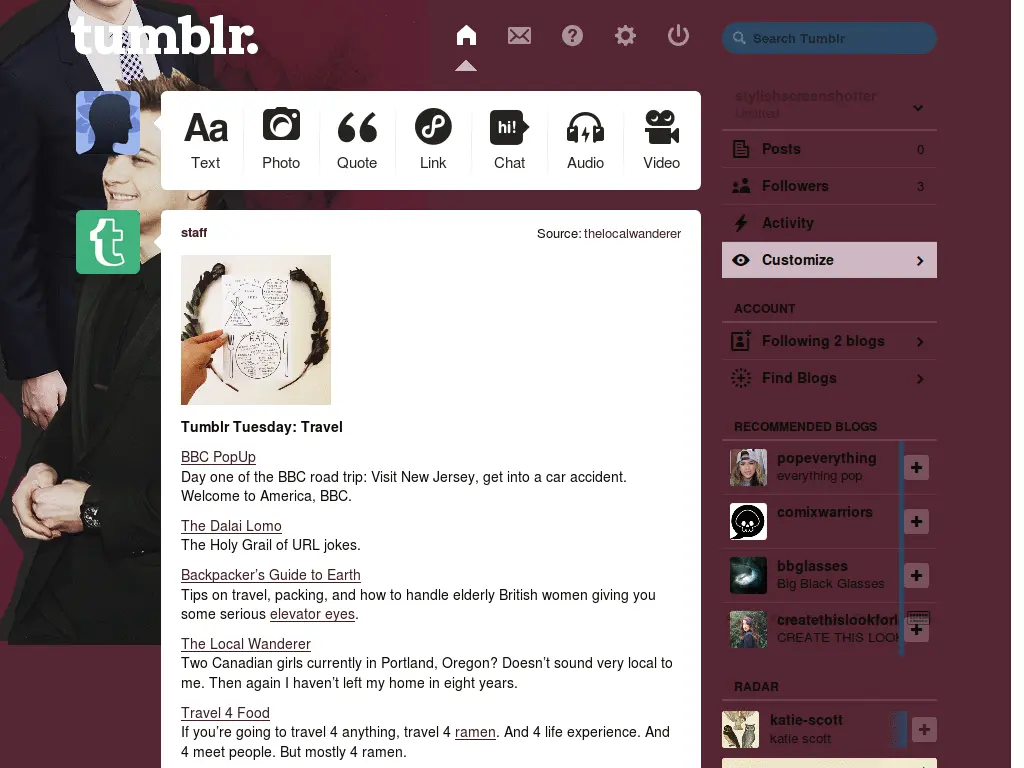 tumblr.
Search Tumblr
stylishscreenshotter
Untitled
Aa
hi!
Text
Photo
Quote
Link
Chat
Audio
Video
Posts
0
Followers
3
Activity
Customize
staff
Source: thelocalwanderer
EAT
Tumblr Tuesday: Travel
BBC PopUp
Day one of the BBC road trip: Visit New Jersey, get into a car accident.
Welcome to America, BBC.
The Dalai Lomo
The Holy Grail of URL jokes.
Backpacker’s Guide to Earth
Tips on travel, packing, and how to handle elderly British women giving you
some serious elevator eyes.
The Local Wanderer
Two Canadian girls currently in Portland, Oregon? Doesn’t sound very local to
me. Then again I haven’t left my home in eight years.
Travel 4 Food
If you’re going to travel 4 anything, travel 4 ramen. And 4 life experience. And
4 meet people. But mostly 4 ramen.
ACCOUNT
Following 2 blogs
Find Blogs
RECOMMENDED BLOGS
popeverything
everything pop
comixwarriors
bbglasses
Big Black Glasses
createthislookforl
CREATE THIS LOOK
RADAR
katie-scott
katie scott